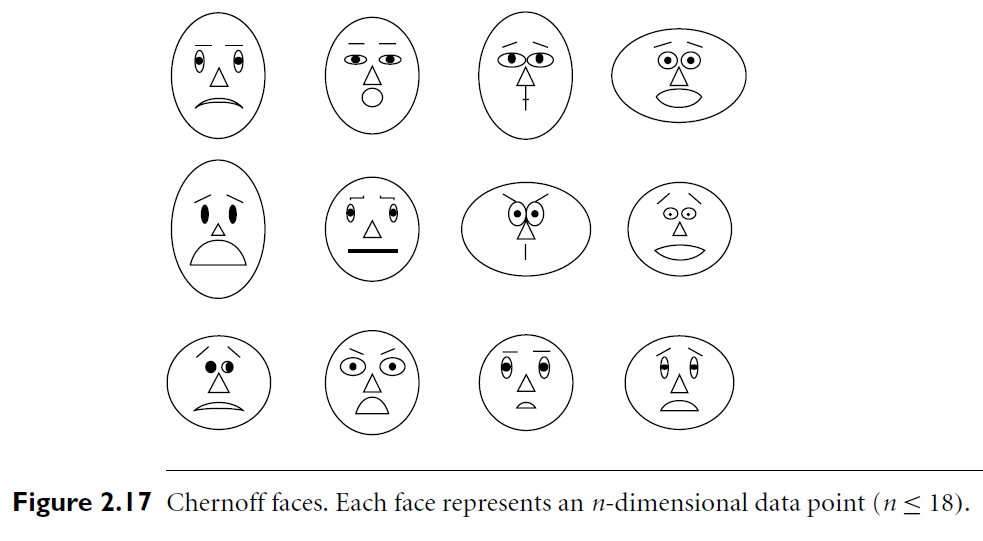 Figure 2.17 Chernoff faces. Each face represents an n-dimensional data point (n ≤ 18).